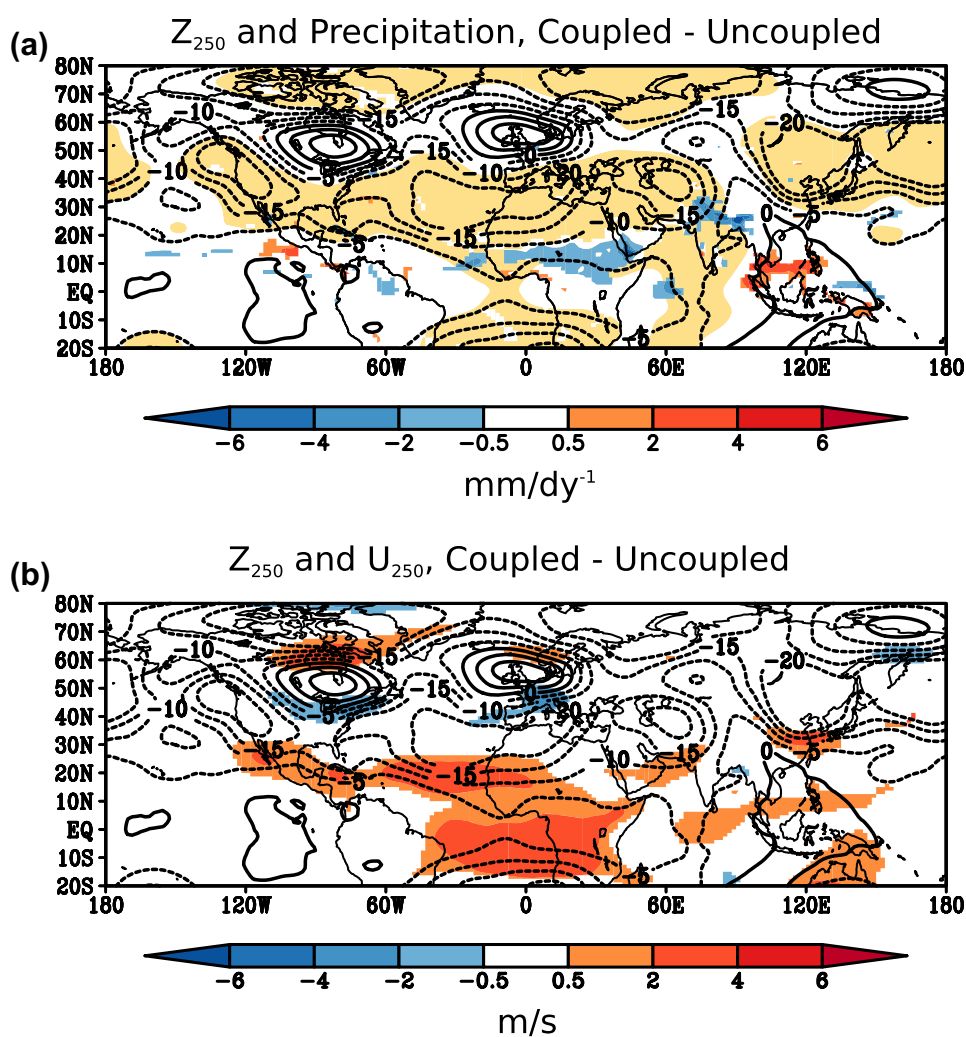 (a) Z250 and Precipitation, Coupled - Uncoupled
80N
70N
60N
50N
40N
30N
20N
10N
EQ
10S
20S
-10 -15 -15
-20
-15
-10 -5 -10 -15
-15 -5 -15 0 -5
-5
180 120W 60W 0 60E 120E 180
-6 -4 -2 -0.5 0.5 2 4 6
mm/dy-1
(b) Z250 and U250, Coupled - Uncoupled
80N
70N
60N
50N
40N
30N
20N
10N
EQ
10S
20S
-10 15
-20
-15
-10 -5
-15 -10 -15 0 -5
-5 -15
-5
180 120W 60W 0 60E 120E 180
-6 -4 -2 -0.5 0.5 2 4 6
m/s